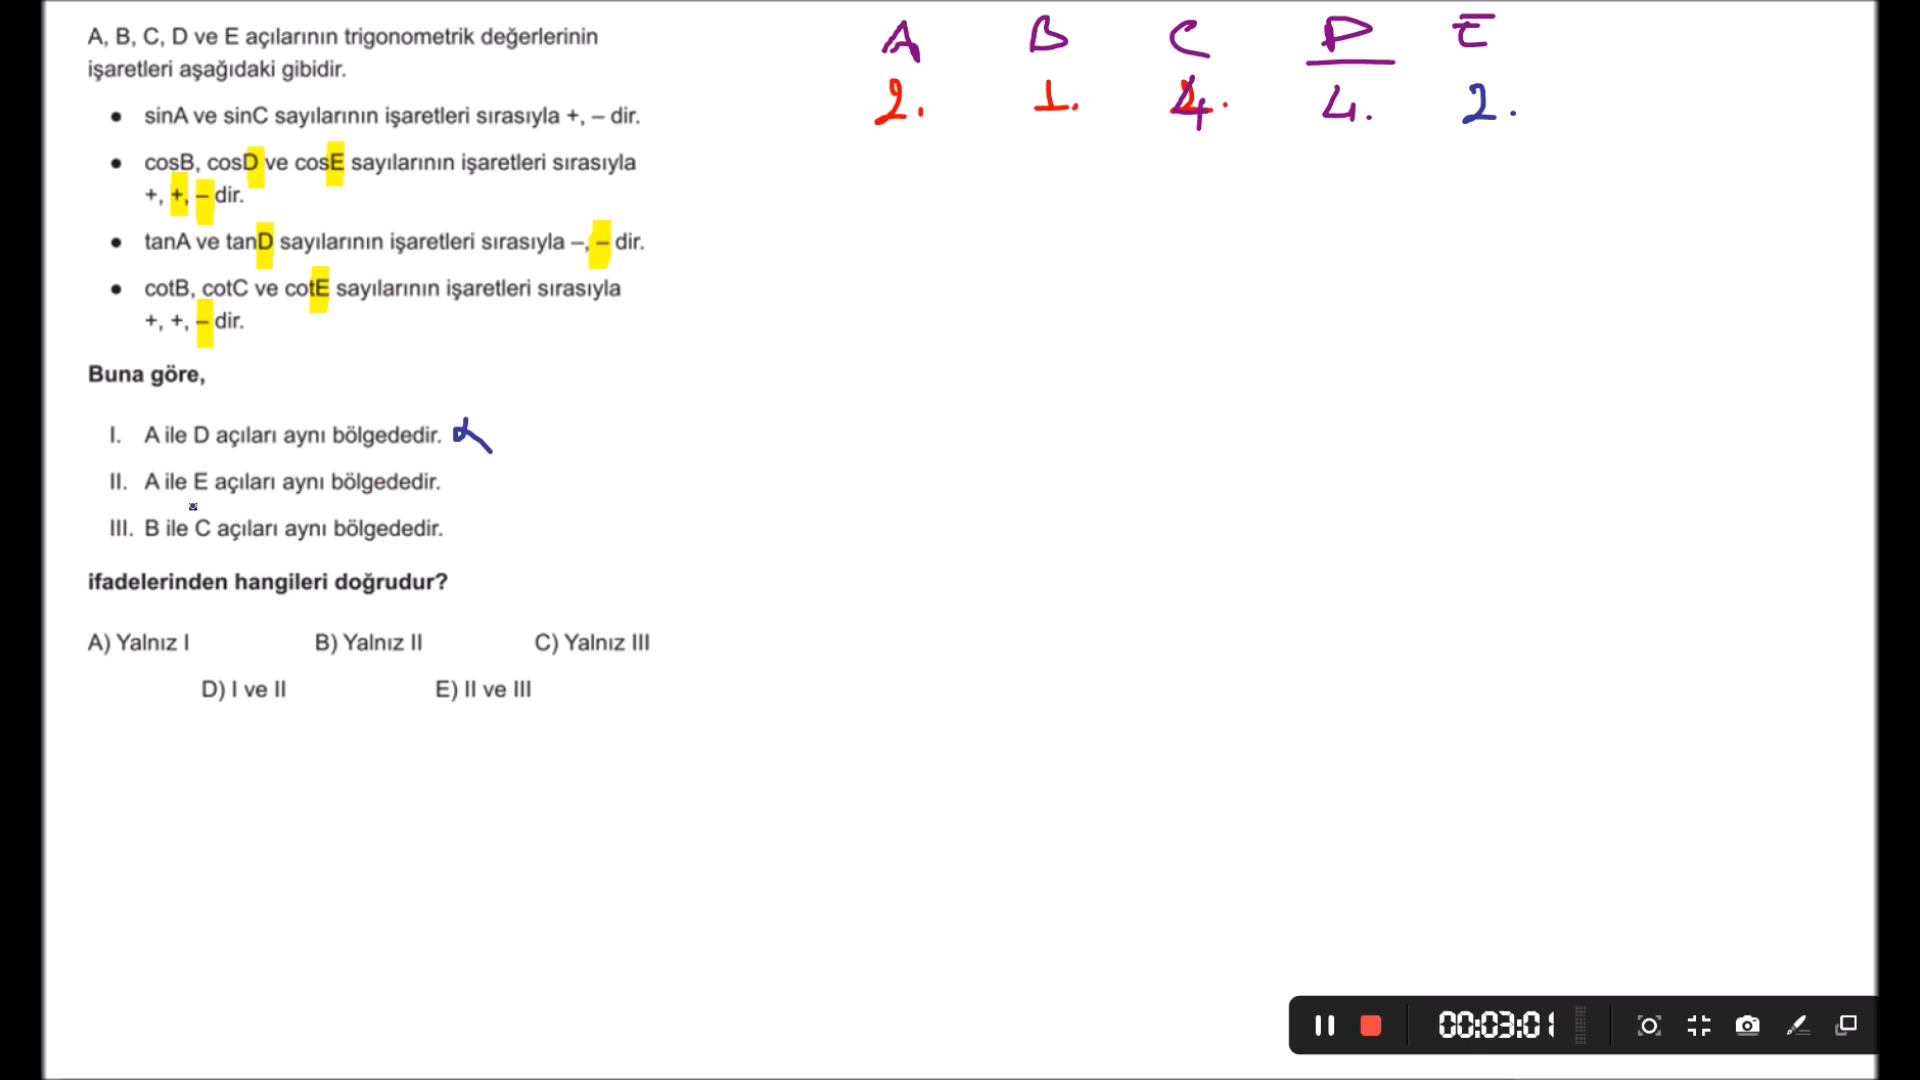 A, B, C, D ve E açılarının trigonometrik değerlerinin
işaretleri aşağıdaki gibidir.
• sinA ve sinC sayılarının işaretleri sırasıyla +, – dir.
• cosB, cosD ve cosE sayılarının işaretleri sırasıyla
+, +, – dir.
• tanA ve tanD sayılarının işaretleri sırasıyla –, – dir.
• cotB, cotC ve cotE sayılarının işaretleri sırasıyla
+, +, – dir.
Buna göre,
I. A ile D açıları aynı bölgededir.
II. A ile E açıları aynı bölgededir.
III. B ile C açıları aynı bölgededir.
ifadelerinden hangileri doğrudur?
A) Yalnız I B) Yalnız II C) Yalnız III
D) I ve II E) II ve III
A B C D E
2. 1. 4. 4. 2.
00:03:01